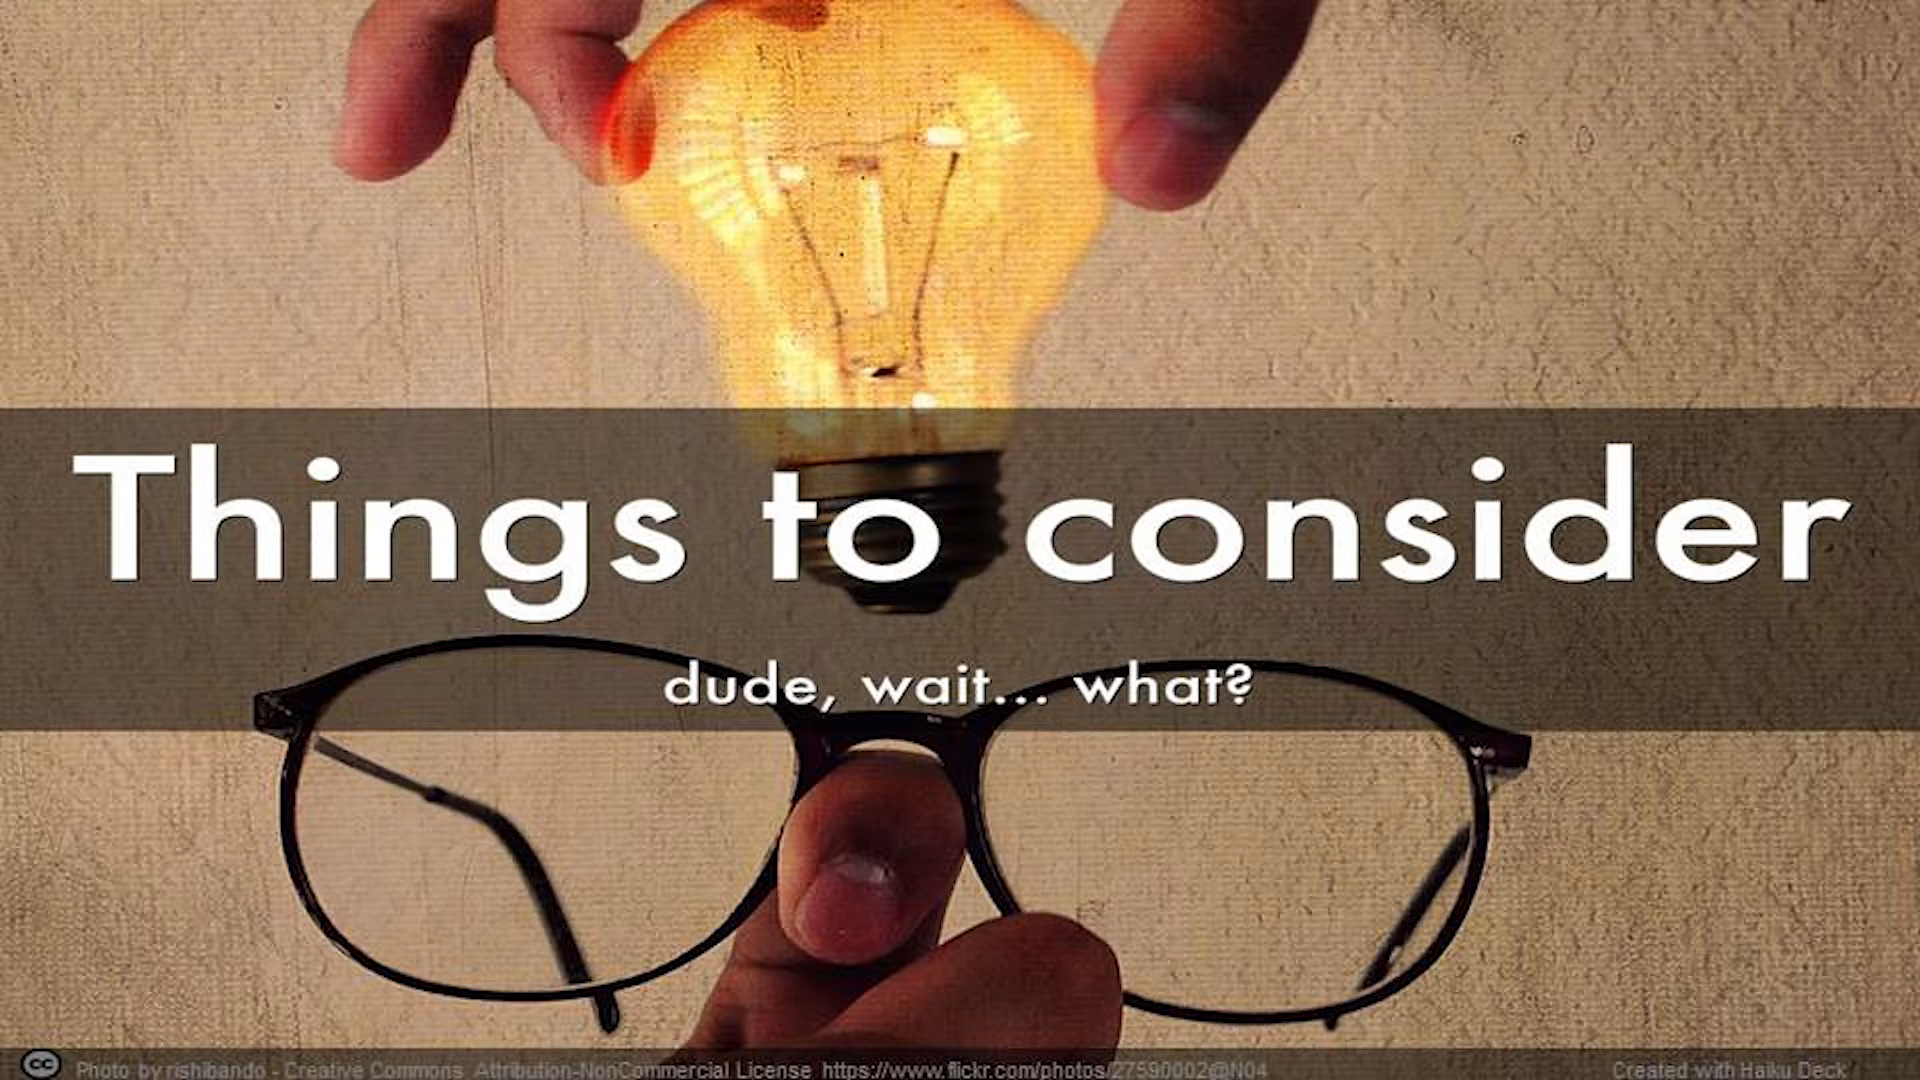 Things to consider
dude, wait... what?
cc Photo by rishibando - Creative Commons Attribution-NonCommercial License https://www.flickr.com/photos/27590002@N04
Created with Haiku Deck